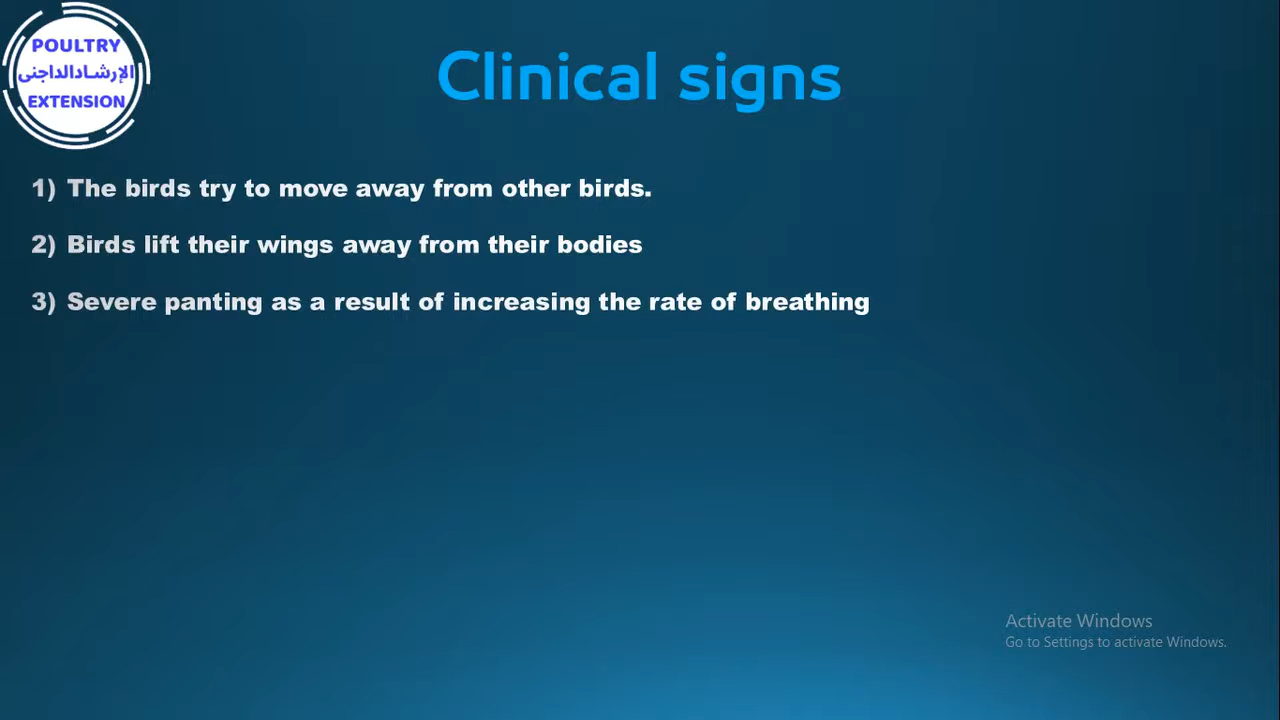 POULTRY
الإرشادالداجنى
EXTENSION
Clinical signs
1) The birds try to move away from other birds.
2) Birds lift their wings away from their bodies
3) Severe panting as a result of increasing the rate of breathing
Activate Windows
Go to Settings to activate Windows.